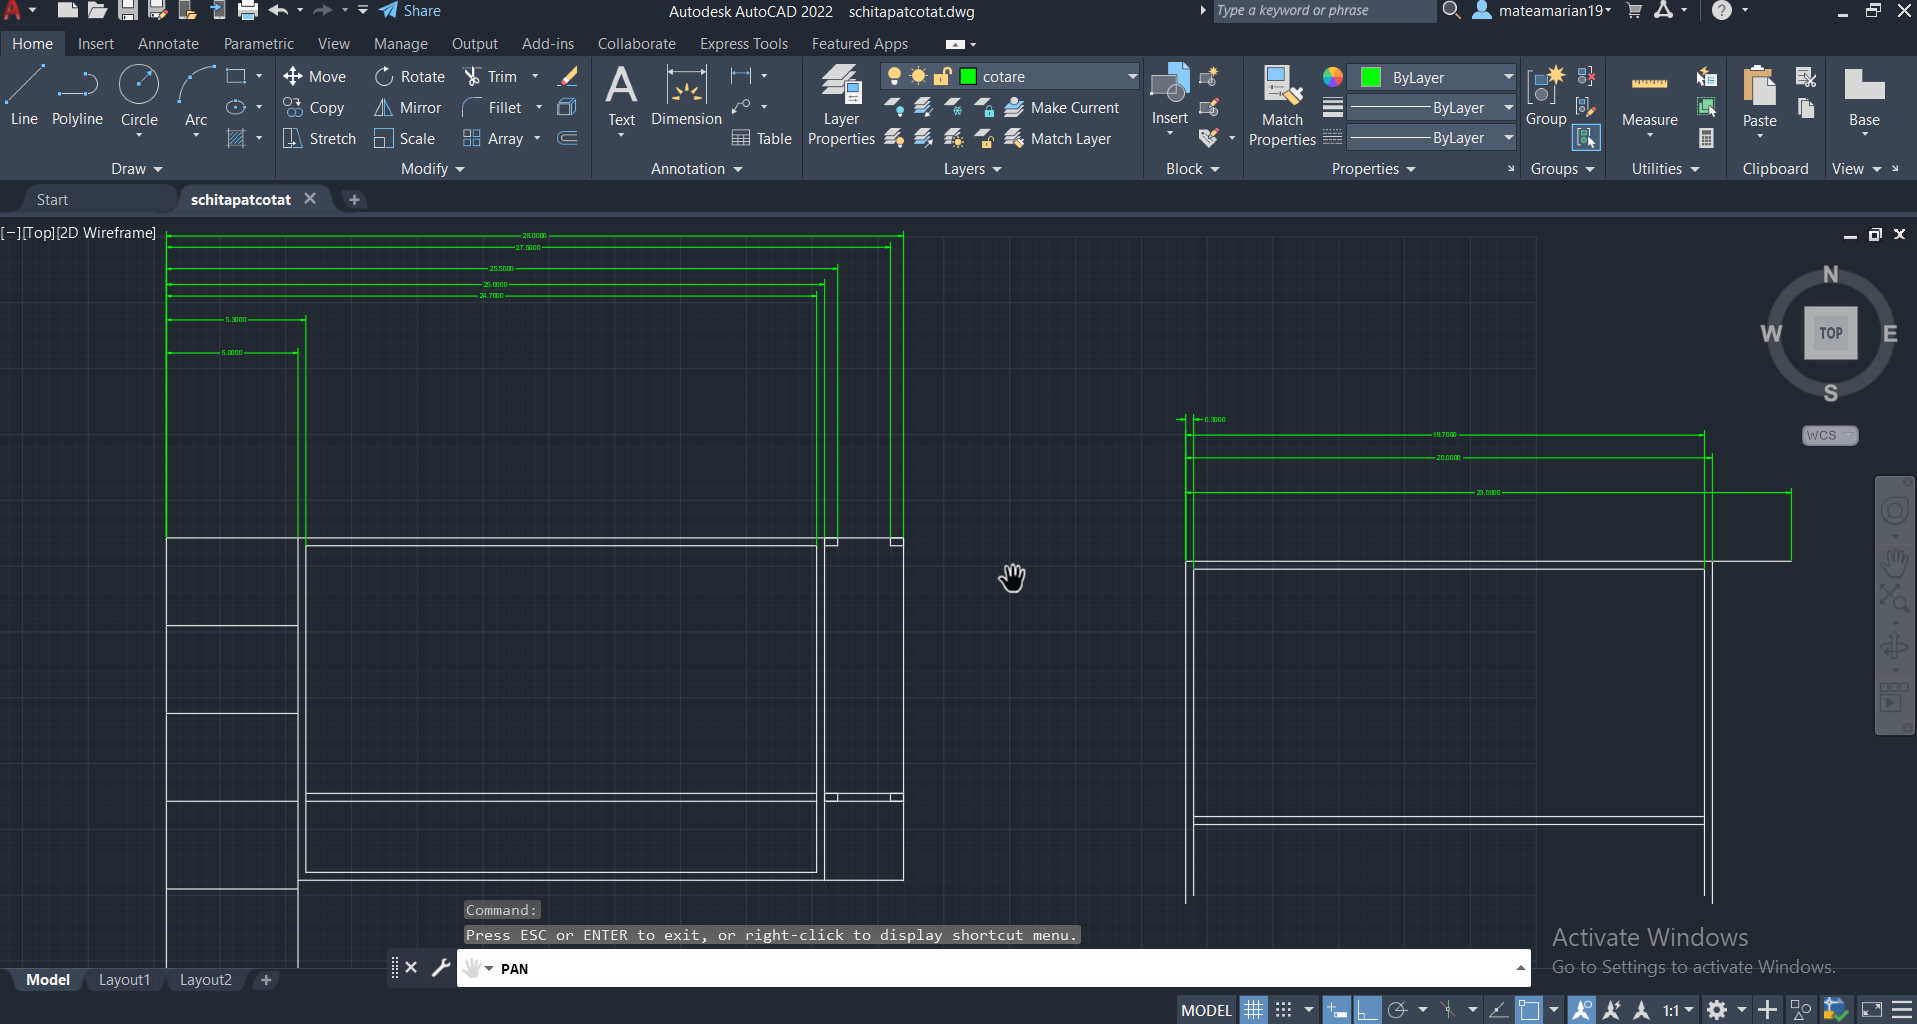 Share
Autodesk AutoCAD 2022 schitapatcotat.dwg
Type a keyword or phrase
mateamarian19
Home Insert Annotate Parametric View Manage Output Add-ins Collaborate Express Tools Featured Apps
Line Polyline Circle Arc
Move Rotate Trim
Copy Mirror Fillet
Stretch Scale Array
Text Dimension
Table
Layer
Properties
cotare
Make Current
Match Layer
Insert
Match
Properties
ByLayer
ByLayer
ByLayer
Group
Measure
Paste
Base
Draw Modify Annotation Layers Block Properties Groups Utilities Clipboard View
Start schitapatcotat
[−][Top][2D Wireframe]
28.0000
27.5000
25.5000
25.0000
24.7000
5.3000
5.0000
N
W TOP E
S
WCS
0.3000
19.7000
20.0000
23.0000
Command:
Press ESC or ENTER to exit, or right-click to display shortcut menu.
PAN
Activate Windows
Go to Settings to activate Windows.
Model Layout1 Layout2
MODEL 1:1